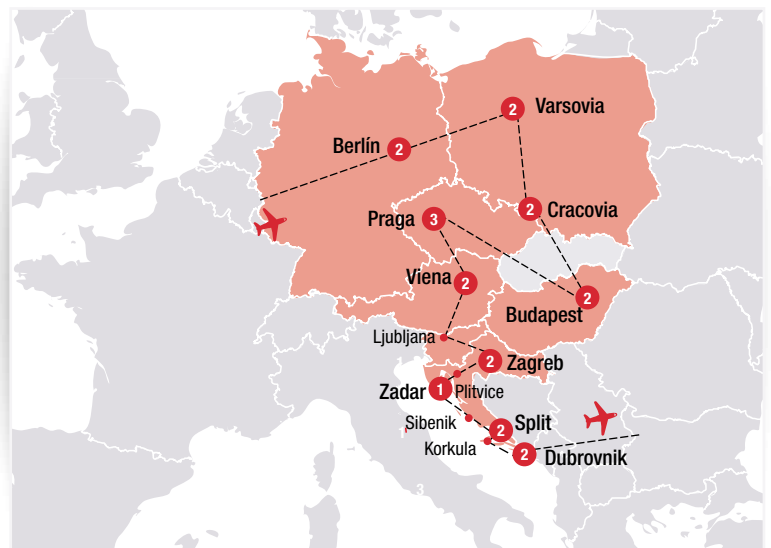 2 Varsovia
Berlín 2
2 Cracovia
Praga 3
Viena 2
2
Budapest
Ljubljana
2 Zagreb
Zadar 1 Plitvice
Sibenik 2 Split
Korkula
2 Dubrovnik